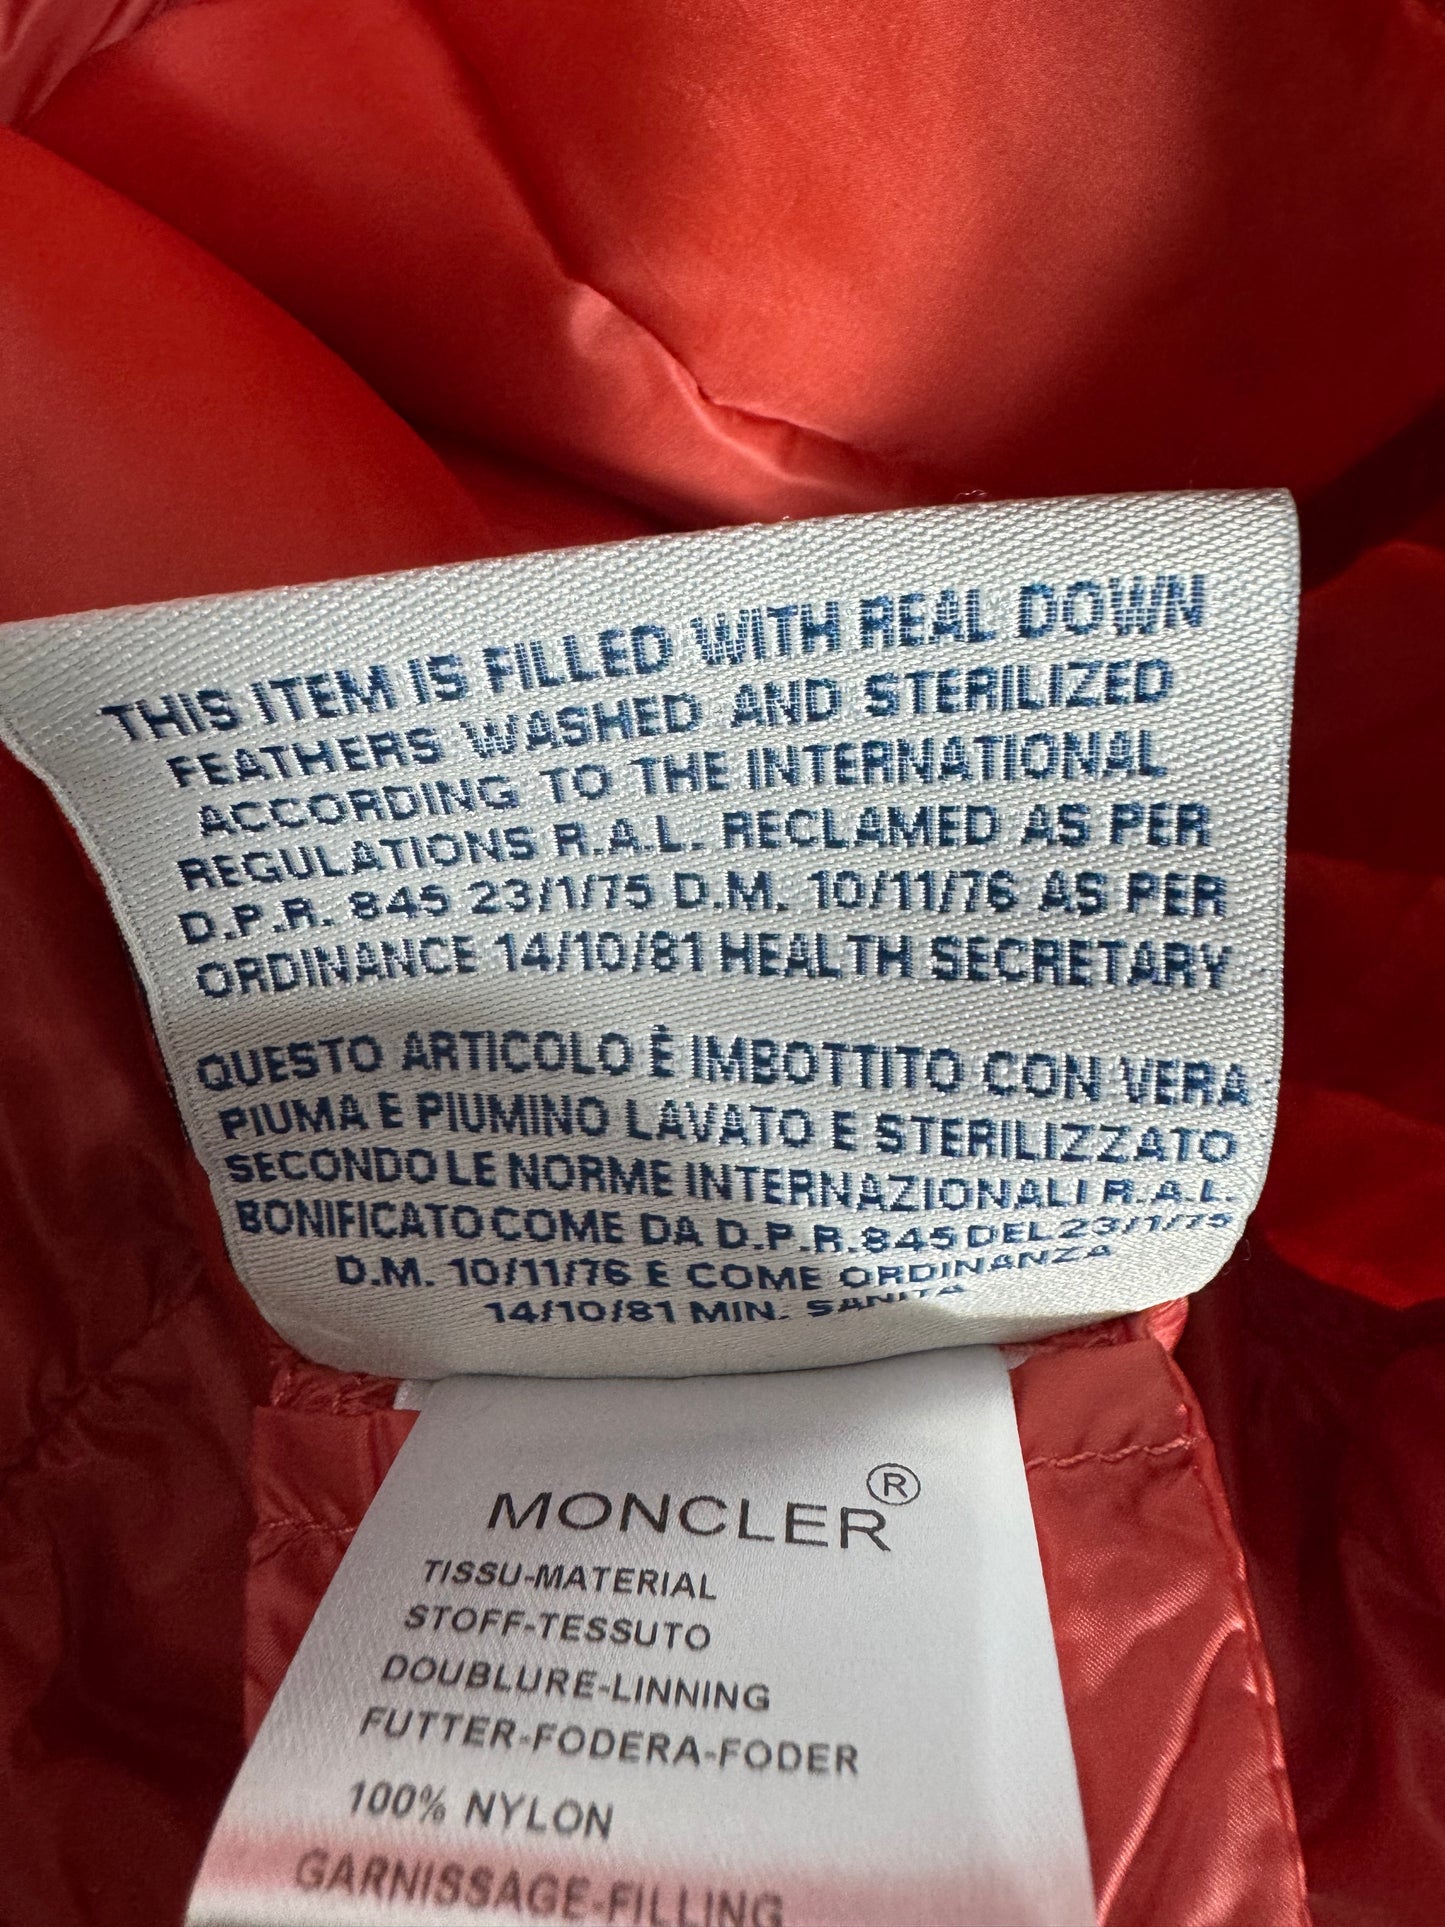 THIS ITEM IS FILLED WITH REAL DOWN
FEATHERS WASHED AND STERILIZED
ACCORDING TO THE INTERNATIONAL
REGULATIONS R.A.L. RECLAMED AS PER
D.P.R. 845 23/1/75 D.M. 10/11/76 AS PER
ORDINANCE 14/10/81 HEALTH SECRETARY
QUESTO ARTICOLO È IMBOTTITO CON VERA
PIUMA E PIUMINO LAVATO E STERILIZZATO
SECONDO LE NORME INTERNAZIONALI R.A.L.
BONIFICATO COME DA D.P.R. 845 DEL 23/1/75
D.M. 10/11/76 E COME ORDINANZA
14/10/81 MIN. SANITA
MONCLER®
TISSU-MATERIAL
STOFF-TESSUTO
DOUBLURE-LINNING
FUTTER-FODERA-FODER
100% NYLON
GARNISSAGE-FILLING